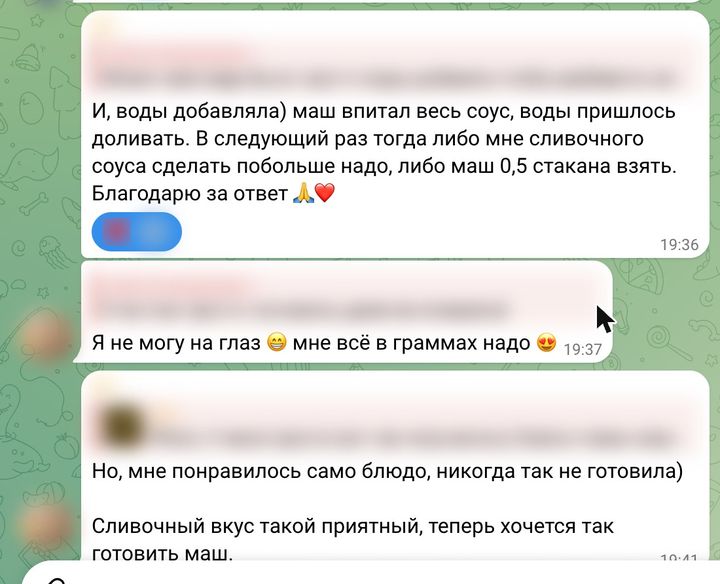 И, воды добавляла) маш впитал весь соус, воды пришлось
доливать. В следующий раз тогда либо мне сливочного
соуса сделать побольше надо, либо маш 0,5 стакана взять.
Благодарю за ответ 🙏❤️
19:36
Я не могу на глаз 😁 мне всё в граммах надо 😍
19:37
Но, мне понравилось само блюдо, никогда так не готовила)
Сливочный вкус такой приятный, теперь хочется так
готовить маш.
19:41